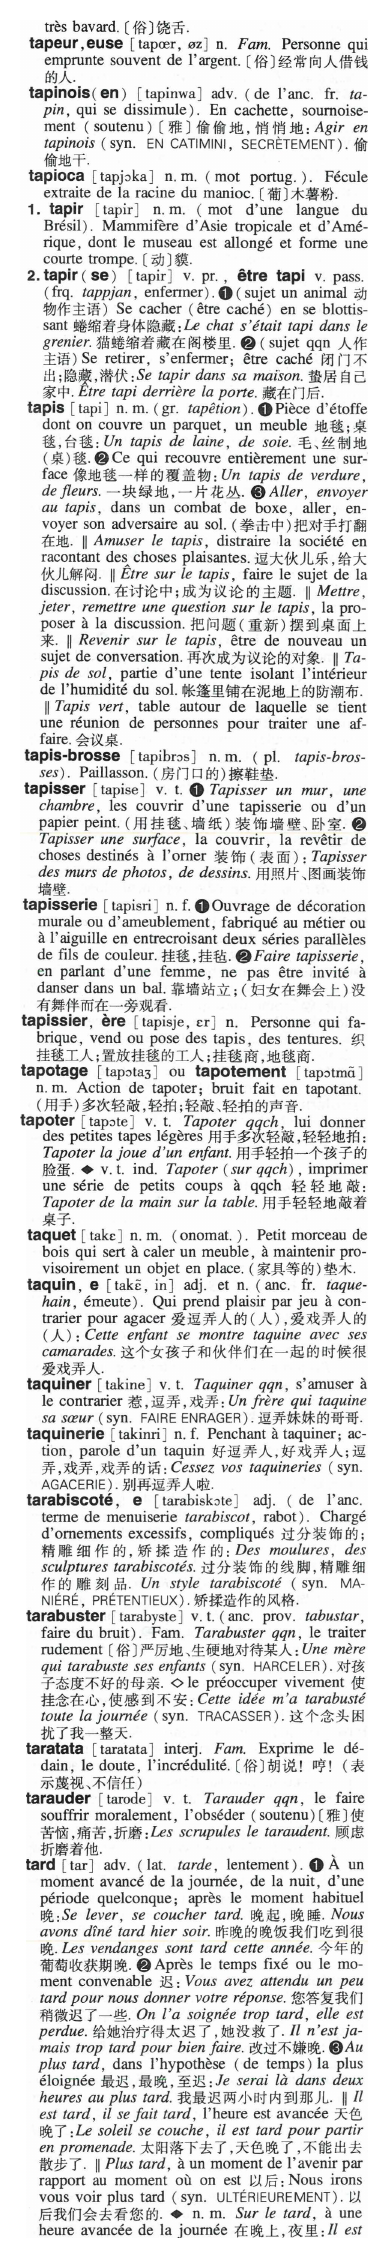 très bavard.〔俗〕饶舌.
tapeur, euse [tapœr, øz] n. Fam. Personne qui
emprunte souvent de l'argent.〔俗〕经常向人借钱
的人.
tapinois( en) [tapinwa] adv. ( de l'anc. fr. ta-
pin, qui se dissimule). En cachette, sournoise-
ment ( soutenu )〔雅〕偷偷地,悄悄地: Agir en
tapinois ( syn. EN CATIMINI, SECRÈTEMENT). 偷
偷地干.
tapioca [tapjɔka] n. m. ( mot portug. ). Fécule
extraite de la racine du manioc.〔葡〕木薯粉.
1. tapir [tapir] n. m. ( mot d'une langue du
Brésil). Mammifère d'Asie tropicale et d'Amé-
rique, dont le museau est allongé et forme une
courte trompe.〔动〕貘.
2. tapir ( se) [tapir] v. pr. , être tapi v. pass.
(frq. tappjan, enfermer). ❶ ( sujet un animal 动
物作主语) Se cacher ( être caché) en se blottis-
sant 蜷缩着身体隐藏: Le chat s'était tapi dans le
grenier. 猫蜷缩着藏在阁楼里. ❷ ( sujet qqn 人作
主语) Se retirer, s'enfermer; être caché 闭门不
出;隐藏,潜伏: Se tapir dans sa maison. 蛰居自己
家中. Être tapi derrière la porte. 藏在门后.
tapis [tapi] n. m. ( gr. tapêtion). ❶ Pièce d'étoffe
dont on couvre un parquet, un meuble 地毯; 桌
毯,台毯: Un tapis de laine, de soie. 毛、丝制地
(桌)毯. ❷ Ce qui recouvre entièrement une sur-
face 像地毯一样的覆盖物: Un tapis de verdure,
de fleurs. 一块绿地,一片花丛. ❸ Aller, envoyer
au tapis, dans un combat de boxe, aller, en-
voyer son adversaire au sol. (拳击中)把对手打翻
在地. ‖ Amuser le tapis, distraire la société en
racontant des choses plaisantes. 逗大伙儿乐,给大
伙儿解闷. ‖ Être sur le tapis, faire le sujet de la
discussion. 在讨论中;成为议论的主题. ‖ Mettre,
jeter, remettre une question sur le tapis, la pro-
poser à la discussion. 把问题(重新)摆到桌面上
来. ‖ Revenir sur le tapis, être de nouveau un
sujet de conversation. 再次成为议论的对象. ‖ Ta-
pis de sol, partie d'une tente isolant l'intérieur
de l'humidité du sol. 帐篷里铺在泥地上的防潮布.
‖ Tapis vert, table autour de laquelle se tient
une réunion de personnes pour traiter une af-
faire. 会议桌.
tapis-brosse [tapibrɔs] n. m. ( pl. tapis-bros-
ses). Paillasson. (房门口的)擦鞋垫.
tapisser [tapise] v. t. ❶ Tapisser un mur, une
chambre, les couvrir d'une tapisserie ou d'un
papier peint. (用挂毯、墙纸) 装饰墙壁、卧室. ❷
Tapisser une surface, la couvrir, la revêtir de
choses destinés à l'orner 装饰 (表面): Tapisser
des murs de photos, de dessins. 用照片、图画装饰
墙壁.
tapisserie [tapisri] n. f. ❶ Ouvrage de décoration
murale ou d'ameublement, fabriqué au métier ou
à l'aiguille en entrecroisant deux séries parallèles
de fils de couleur. 挂毯,挂毡. ❷ Faire tapisserie,
en parlant d'une femme, ne pas être invité à
danser dans un bal. 靠墙站立;(妇女在舞会上)没
有舞伴而在一旁观看.
tapissier, ère [tapisje, ɛr] n. Personne qui fa-
brique, vend ou pose des tapis, des tentures. 织
挂毯工人;置放挂毯的工人;挂毯商,地毯商.
tapotage [tapɔtaʒ] ou tapotement [tapɔtmɑ̃]
n. m. Action de tapoter; bruit fait en tapotant.
(用手)多次轻敲,轻拍;轻敲、轻拍的声音.
tapoter [tapɔte] v. t. Tapoter qqch, lui donner
des petites tapes légères 用手多次轻敲,轻轻地拍:
Tapoter la joue d'un enfant. 用手轻拍一个孩子的
脸蛋. ◆ v. t. ind. Tapoter ( sur qqch) , imprimer
une série de petits coups à qqch 轻轻地敲:
Tapoter de la main sur la table. 用手轻轻地敲着
桌子.
taquet [takɛ] n. m. ( onomat. ). Petit morceau de
bois qui sert à caler un meuble, à maintenir pro-
visoirement un objet en place. (家具等的)垫木.
taquin, e [takɛ̃, in] adj. et n. ( anc. fr. taque-
hain, émeute). Qui prend plaisir par jeu à con-
trarier pour agacer 爱逗弄人的(人),爱戏弄人的
(人): Cette enfant se montre taquine avec ses
camarades. 这个女孩子和伙伴们在一起的时候很
爱戏弄人.
taquiner [takine] v. t. Taquiner qqn, s'amuser à
le contrarier 惹,逗弄,戏弄: Un frère qui taquine
sa sœur ( syn. FAIRE ENRAGER). 逗弄妹妹的哥哥.
taquinerie [takinri] n. f. Penchant à taquiner; ac-
tion, parole d'un taquin 好逗弄人,好戏弄人; 逗
弄,戏弄,戏弄的话: Cessez vos taquineries ( syn.
AGACERIE). 别再逗弄人啦.
tarabiscoté, e [tarabiskɔte] adj. ( de l'anc.
terme de menuiserie tarabiscot, rabot). Chargé
d'ornements excessifs, compliqués 过分装饰的;
精雕细作的,矫揉造作的: Des moulures, des
sculptures tarabiscotés. 过分装饰的线脚,精雕细
作的雕刻品. Un style tarabiscoté ( syn. MA-
NIÉRÉ, PRÉTENTIEUX). 矫揉造作的风格.
tarabuster [tarabyste] v. t. ( anc. prov. tabustar,
faire du bruit). Fam. Tarabuster qqn, le traiter
rudement〔俗〕严厉地、生硬地对待某人: Une mère
qui tarabuste ses enfants ( syn. HARCELER). 对孩
子态度不好的母亲. ◇ le préoccuper vivement 使
挂念在心,使感到不安: Cette idée m'a tarabusté
toute la journée ( syn. TRACASSER). 这个念头困
扰了我一整天.
taratata [taratata] interj. Fam. Exprime le dé-
dain, le doute, l'incrédulité.〔俗〕胡说! 哼! (表
示蔑视、不信任)
tarauder [tarode] v. t. Tarauder qqn, le faire
souffrir moralement, l'obséder ( soutenu)〔雅〕使
苦恼,痛苦,折磨: Les scrupules le taraudent. 顾虑
折磨着他.
tard [tar] adv. ( lat. tarde, lentement). ❶ À un
moment avancé de la journée, de la nuit, d'une
période quelconque; après le moment habituel
晚: Se lever, se coucher tard. 晚起,晚睡. Nous
avons dîné tard hier soir. 昨晚的晚饭我们吃到很
晚. Les vendanges sont tard cette année. 今年的
葡萄收获期晚. ❷ Après le temps fixé ou le mo-
ment convenable 迟: Vous avez attendu un peu
tard pour nous donner votre réponse. 您答复我们
稍微迟了一些. On l'a soignée trop tard, elle est
perdue. 给她治疗得太迟了,她没救了. Il n'est ja-
mais trop tard pour bien faire. 改过不嫌晚. ❸ Au
plus tard, dans l'hypothèse ( de temps) la plus
éloignée 最迟,最晚,至迟: Je serai là dans deux
heures au plus tard. 我最迟两小时内到那儿. ‖ Il
est tard, il se fait tard, l'heure est avancée 天色
晚了: Le soleil se couche, il est tard pour partir
en promenade. 太阳落下去了,天色晚了,不能出去
散步了. ‖ Plus tard, à un moment de l'avenir par
rapport au moment où on est 以后: Nous irons
vous voir plus tard ( syn. ULTÉRIEUREMENT). 以
后我们会去看您的. ◆ n. m. Sur le tard, à une
heure avancée de la journée 在晚上,夜里: Il est